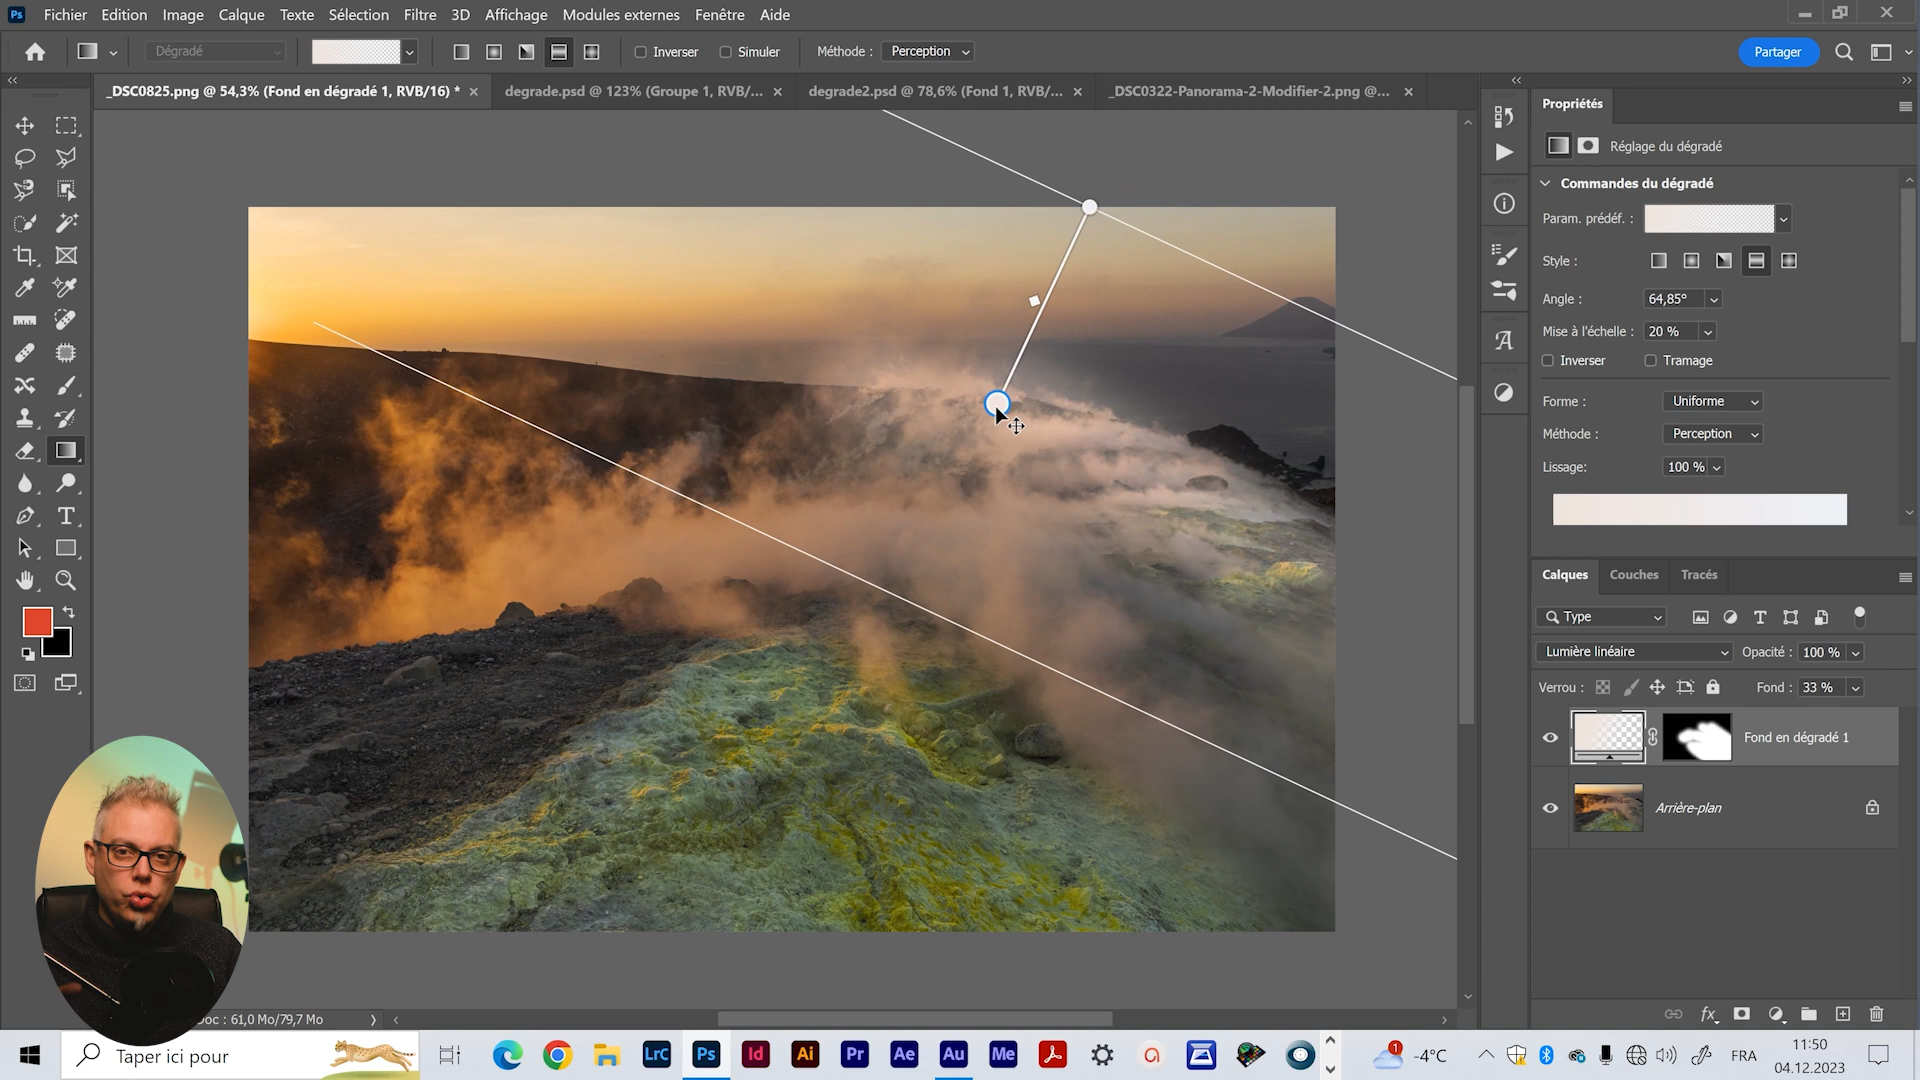 Ps
Fichier Edition Image Calque Texte Sélection Filtre 3D Affichage Modules externes Fenêtre Aide
Dégradé Inverser Simuler Méthode : Perception Partager
_DSC0825.png @ 54,3% (Fond en dégradé 1, RVB/16) * degrade.psd @ 123% (Groupe 1, RVB/... degrade2.psd @ 78,6% (Fond 1, RVB/... _DSC0322-Panorama-2-Modifier-2.png @...
Propriétés
Réglage du dégradé
Commandes du dégradé
Param. prédéf. :
Style :
Angle : 64,85°
Mise à l'échelle : 20 %
Inverser Tramage
Forme : Uniforme
Méthode : Perception
Lissage: 100 %
Calques Couches Tracés
Type
Lumière linéaire Opacité : 100 %
Verrou : Fond : 33 %
Fond en dégradé 1
Arrière-plan
fx
Doc : 61,0 Mo/79,7 Mo
Taper ici pour
LrC Ps Id Ai Pr Ae Au Me
1
-4°C
FRA
11:50
04.12.2023